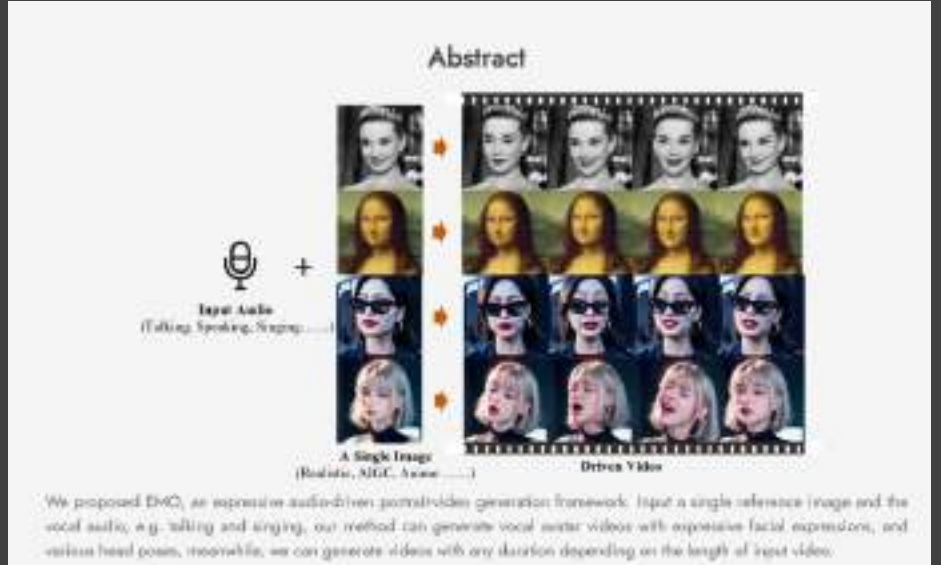 Abstract
+
Input Audio
(Talking, Speaking, Singing……)
A Single Image
(Realistic, AIGC, Anime……)
Driven Video
We proposed EMO, an expressive audio-driven portrait-video generation framework. Input a single reference image and the
vocal audio, e.g. talking and singing, our method can generate vocal avatar videos with expressive facial expressions, and
various head poses, meanwhile, we can generate videos with any duration depending on the length of input video.